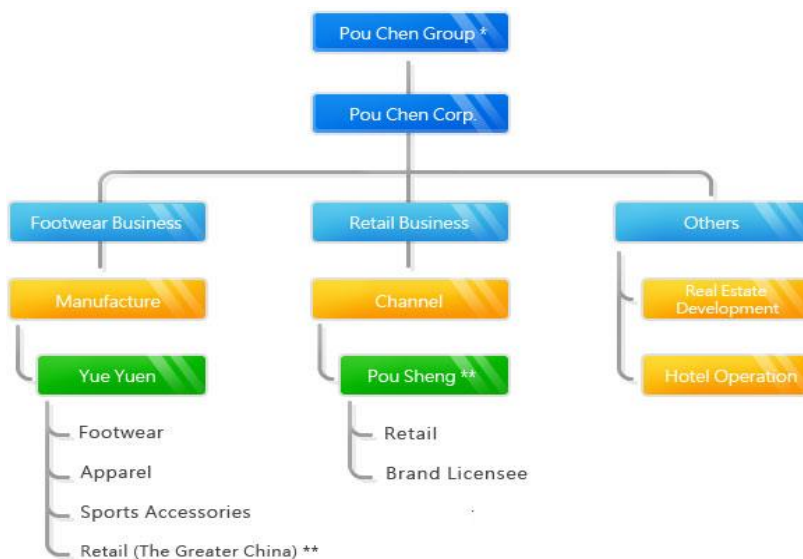 Pou Chen Group *
Pou Chen Corp.
Footwear Business
Retail Business
Others
Manufacture
Channel
Real Estate
Development
Yue Yuen
Pou Sheng **
Hotel Operation
Footwear
Retail
Apparel
Brand Licensee
Sports Accessories
Retail (The Greater China) **